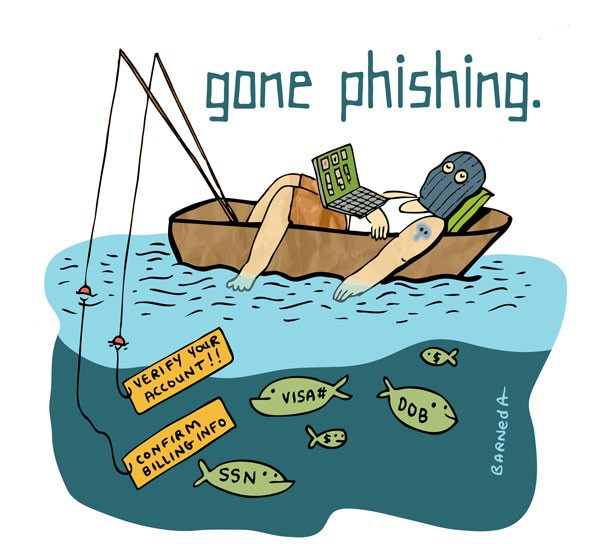 gone phishing.
VERIFY YOUR
ACCOUNT!!
CONFIRM
BILLING INFO
VISA#
$
DOB
$
SSN
BARNEDA